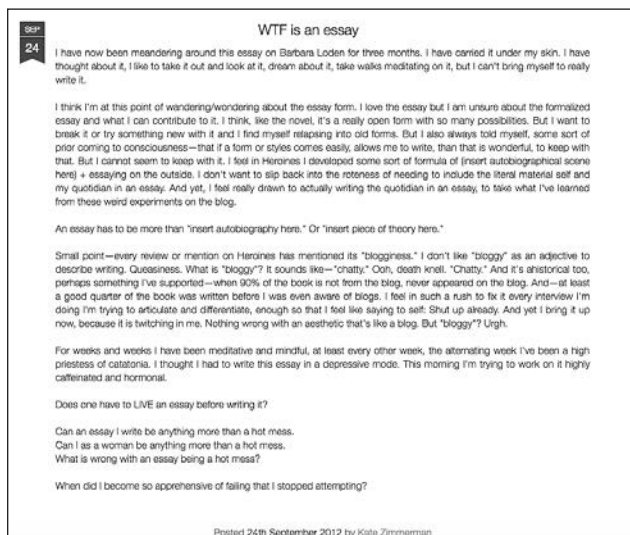 SEP
24
WTF is an essay
I have now been meandering around this essay on Barbara Loden for three months. I have carried it under my skin. I have
thought about it, I like to take it out and look at it, dream about it, take walks meditating on it, but I can't bring myself to really
write it.
I think I'm at this point of wandering/wondering about the essay form. I love the essay but I am unsure about the formalized
essay and what I can contribute to it. I think, like the novel, it's a really open form with so many possibilities. But I want to
break it or try something new with it and I find myself relapsing into old forms. But I also always told myself, some sort of
prior coming to consciousness—that if a form or styles comes easily, allows me to write, than that is wonderful, to keep with
that. But I cannot seem to keep with it. I feel in Heroines I developed some sort of formula of (insert autobiographical scene
here) + essaying on the outside. I don't want to slip back into the roteness of needing to include the literal material self and
my quotidian in an essay. And yet, I feel really drawn to actually writing the quotidian in an essay, to take what I've learned
from these weird experiments on the blog.
An essay has to be more than "insert autobiography here." Or "insert piece of theory here."
Small point—every review or mention on Heroines has mentioned its "blogginess." I don't like "bloggy" as an adjective to
describe writing. Queasiness. What is "bloggy"? It sounds like—"chatty." Ooh, death knell. "Chatty." And it's ahistorical too,
perhaps something I've supported—when 90% of the book is not from the blog, never appeared on the blog. And—at least
a good quarter of the book was written before I was even aware of blogs. I feel in such a rush to fix it every interview I'm
doing I'm trying to articulate and differentiate, enough so that I feel like saying to self: Shut up already. And yet I bring it up
now, because it is twitching in me. Nothing wrong with an aesthetic that's like a blog. But "bloggy"? Urgh.
For weeks and weeks I have been meditative and mindful, at least every other week, the alternating week I've been a high
priestess of catatonia. I thought I had to write this essay in a depressive mode. This morning I'm trying to work on it highly
caffeinated and hormonal.
Does one have to LIVE an essay before writing it?
Can an essay I write be anything more than a hot mess.
Can I as a woman be anything more than a hot mess.
What is wrong with an essay being a hot mess?
When did I become so apprehensive of failing that I stopped attempting?
Posted 24th September 2012 by Kate Zimmerman